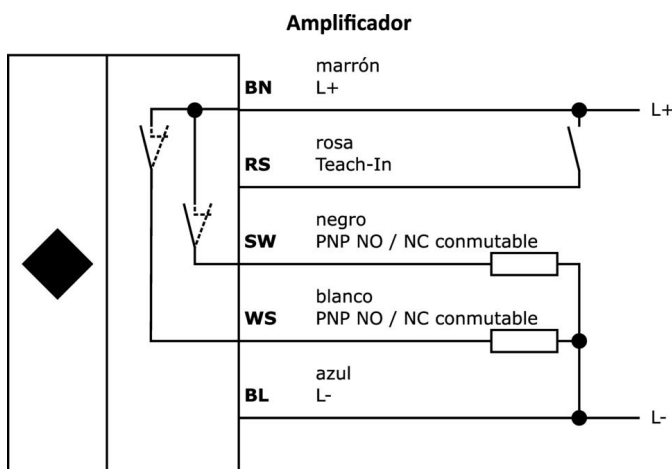 Amplificador
marrón
BN L+
L+
rosa
RS Teach-In
negro
SW PNP NO / NC conmutable
blanco
WS PNP NO / NC conmutable
azul
BL L-
L-